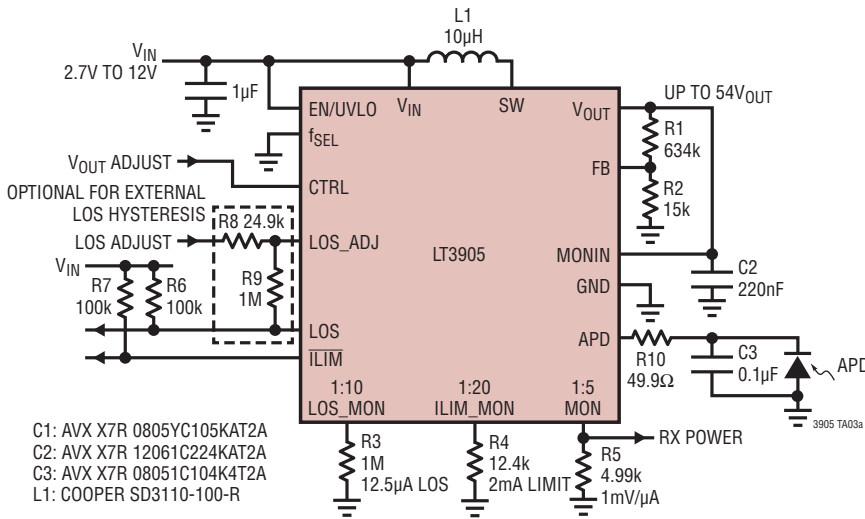 L1
10µH
VIN
2.7V TO 12V
1µF
EN/UVLO
VIN
SW
VOUT
UP TO 54VOUT
fSEL
R1
634k
VOUT ADJUST
FB
CTRL
R2
15k
OPTIONAL FOR EXTERNAL
LOS HYSTERESIS
R8 24.9k
LOS ADJUST
LOS_ADJ
LT3905
MONIN
VIN
R7
100k
R6
100k
R9
1M
GND
C2
220nF
LOS
APD
ILIM
R10
49.9Ω
C3
0.1µF
APD
1:10
LOS_MON
1:20
ILIM_MON
1:5
MON
3905 TA03a
RX POWER
R3
1M
12.5µA LOS
R4
12.4k
2mA LIMIT
R5
4.99k
1mV/µA
C1: AVX X7R 0805YC105KAT2A
C2: AVX X7R 12061C224KAT2A
C3: AVX X7R 08051C104K4T2A
L1: COOPER SD3110-100-R